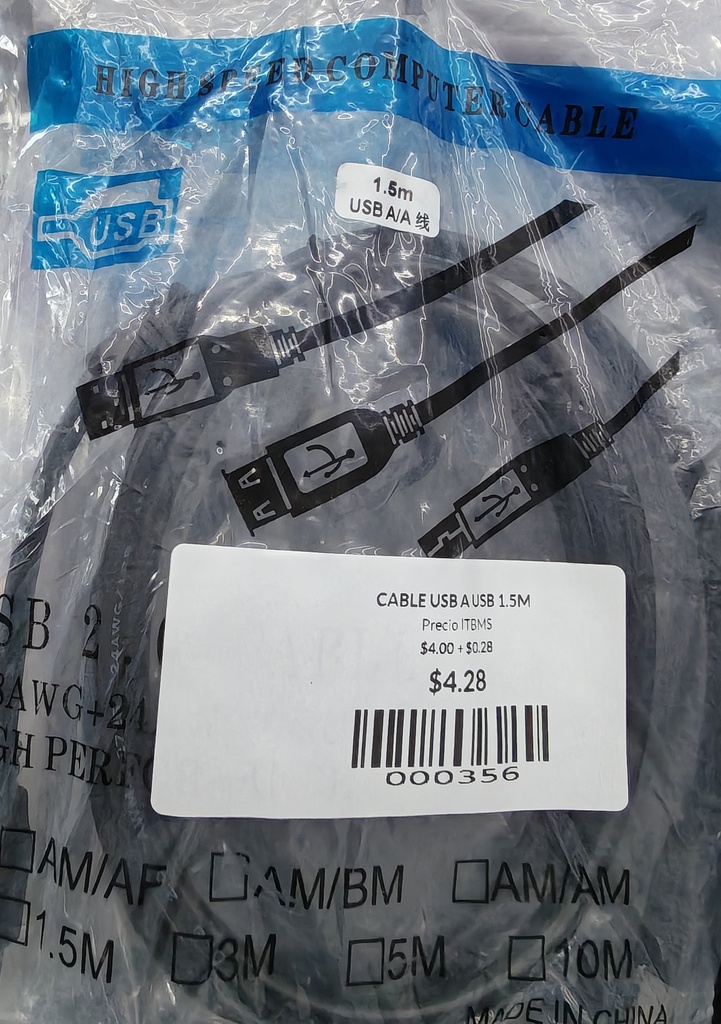 HIGH SPEED COMPUTER CABLE
USB
1.5m
USB A/A 线
CABLE USB A USB 1.5M
Precio ITBMS
$4.00 + $0.28
$4.28
000356
AM/AF AM/BM AM/AM
1.5M 3M 5M 10M
MADE IN CHINA